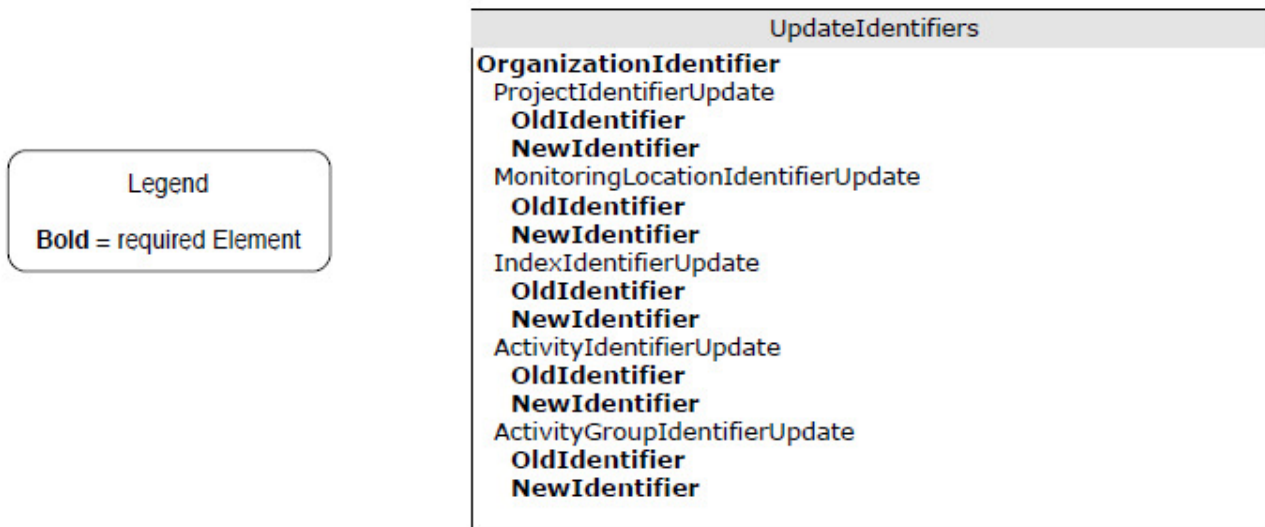 Legend
Bold = required Element
UpdateIdentifiers
OrganizationIdentifier
ProjectIdentifierUpdate
OldIdentifier
NewIdentifier
MonitoringLocationIdentifierUpdate
OldIdentifier
NewIdentifier
IndexIdentifierUpdate
OldIdentifier
NewIdentifier
ActivityIdentifierUpdate
OldIdentifier
NewIdentifier
ActivityGroupIdentifierUpdate
OldIdentifier
NewIdentifier